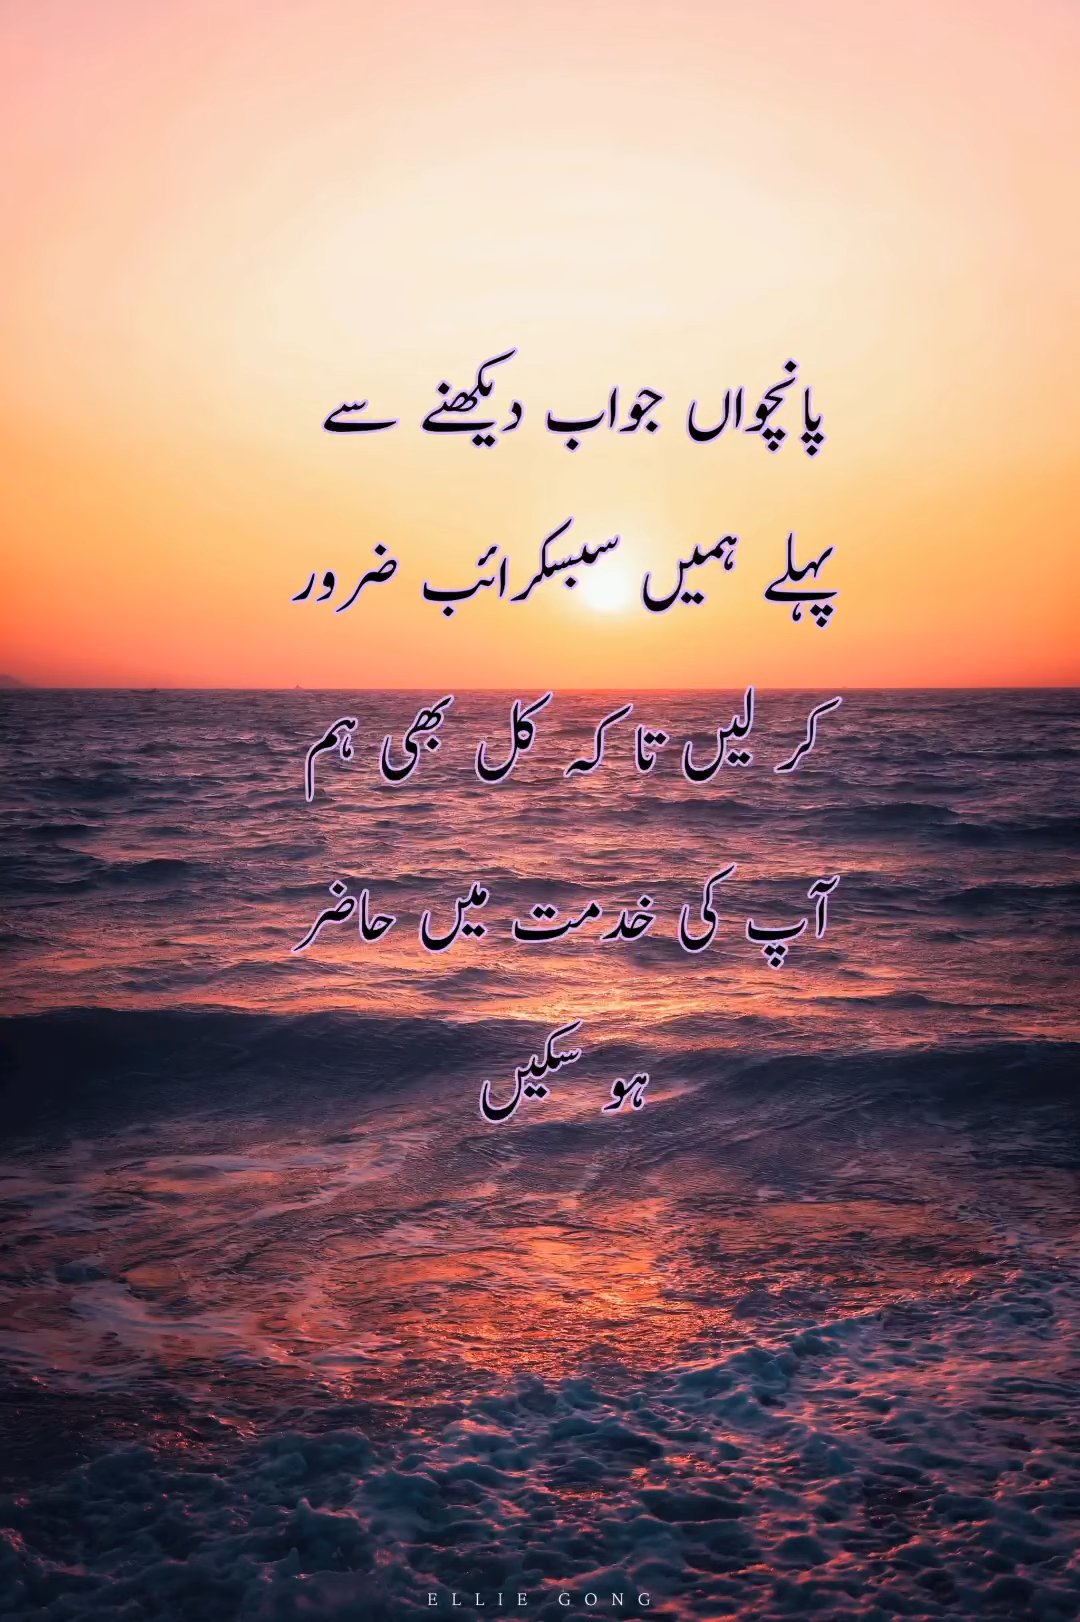 پانچواں جواب دیکھنے سے
پہلے ہمیں سبسکرائب ضرور
کر لیں تا کہ کل بھی ہم
آپ کی خدمت میں حاضر
ہو سکیں
ELLIE GONG